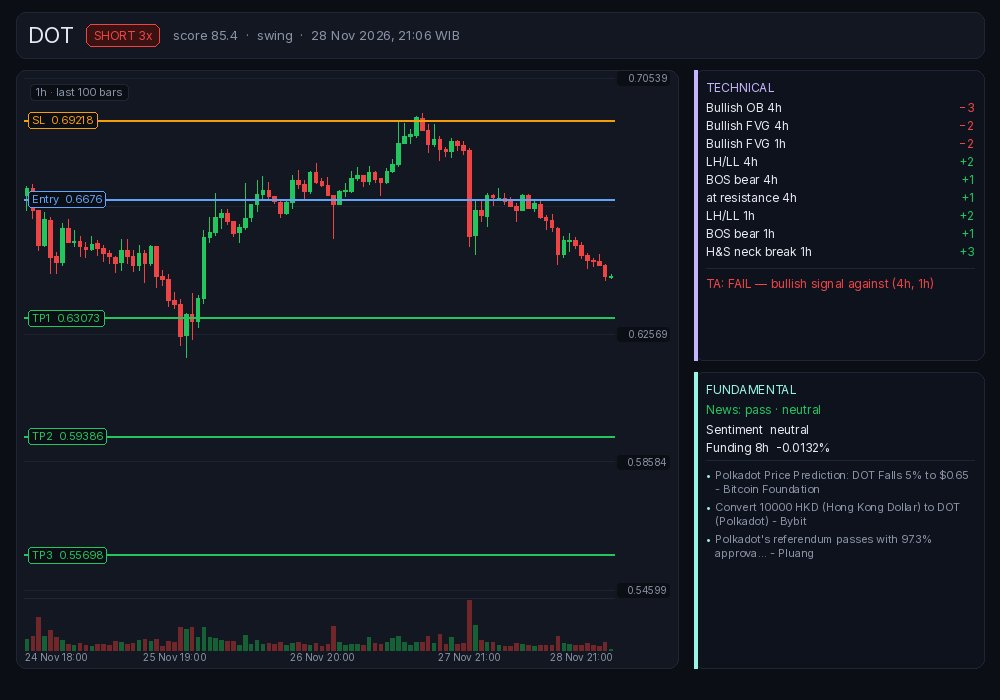 DOT SHORT 3x score 85.4 · swing · 28 Nov 2026, 21:06 WIB
1h · last 100 bars
0.70539
SL 0.69218
Entry 0.6676
TP1 0.63073
0.62569
TP2 0.59386
0.58584
TP3 0.55698
0.54599
24 Nov 18:00 25 Nov 19:00 26 Nov 20:00 27 Nov 21:00 28 Nov 21:00
TECHNICAL
Bullish OB 4h −3
Bullish FVG 4h −2
Bullish FVG 1h −2
LH/LL 4h +2
BOS bear 4h +1
at resistance 4h +1
LH/LL 1h +2
BOS bear 1h +1
H&S neck break 1h +3
TA: FAIL — bullish signal against (4h, 1h)
FUNDAMENTAL
News: pass · neutral
Sentiment neutral
Funding 8h -0.0132%
• Polkadot Price Prediction: DOT Falls 5% to $0.65
- Bitcoin Foundation
• Convert 10000 HKD (Hong Kong Dollar) to DOT
(Polkadot) - Bybit
• Polkadot's referendum passes with 97.3%
approva... - Pluang